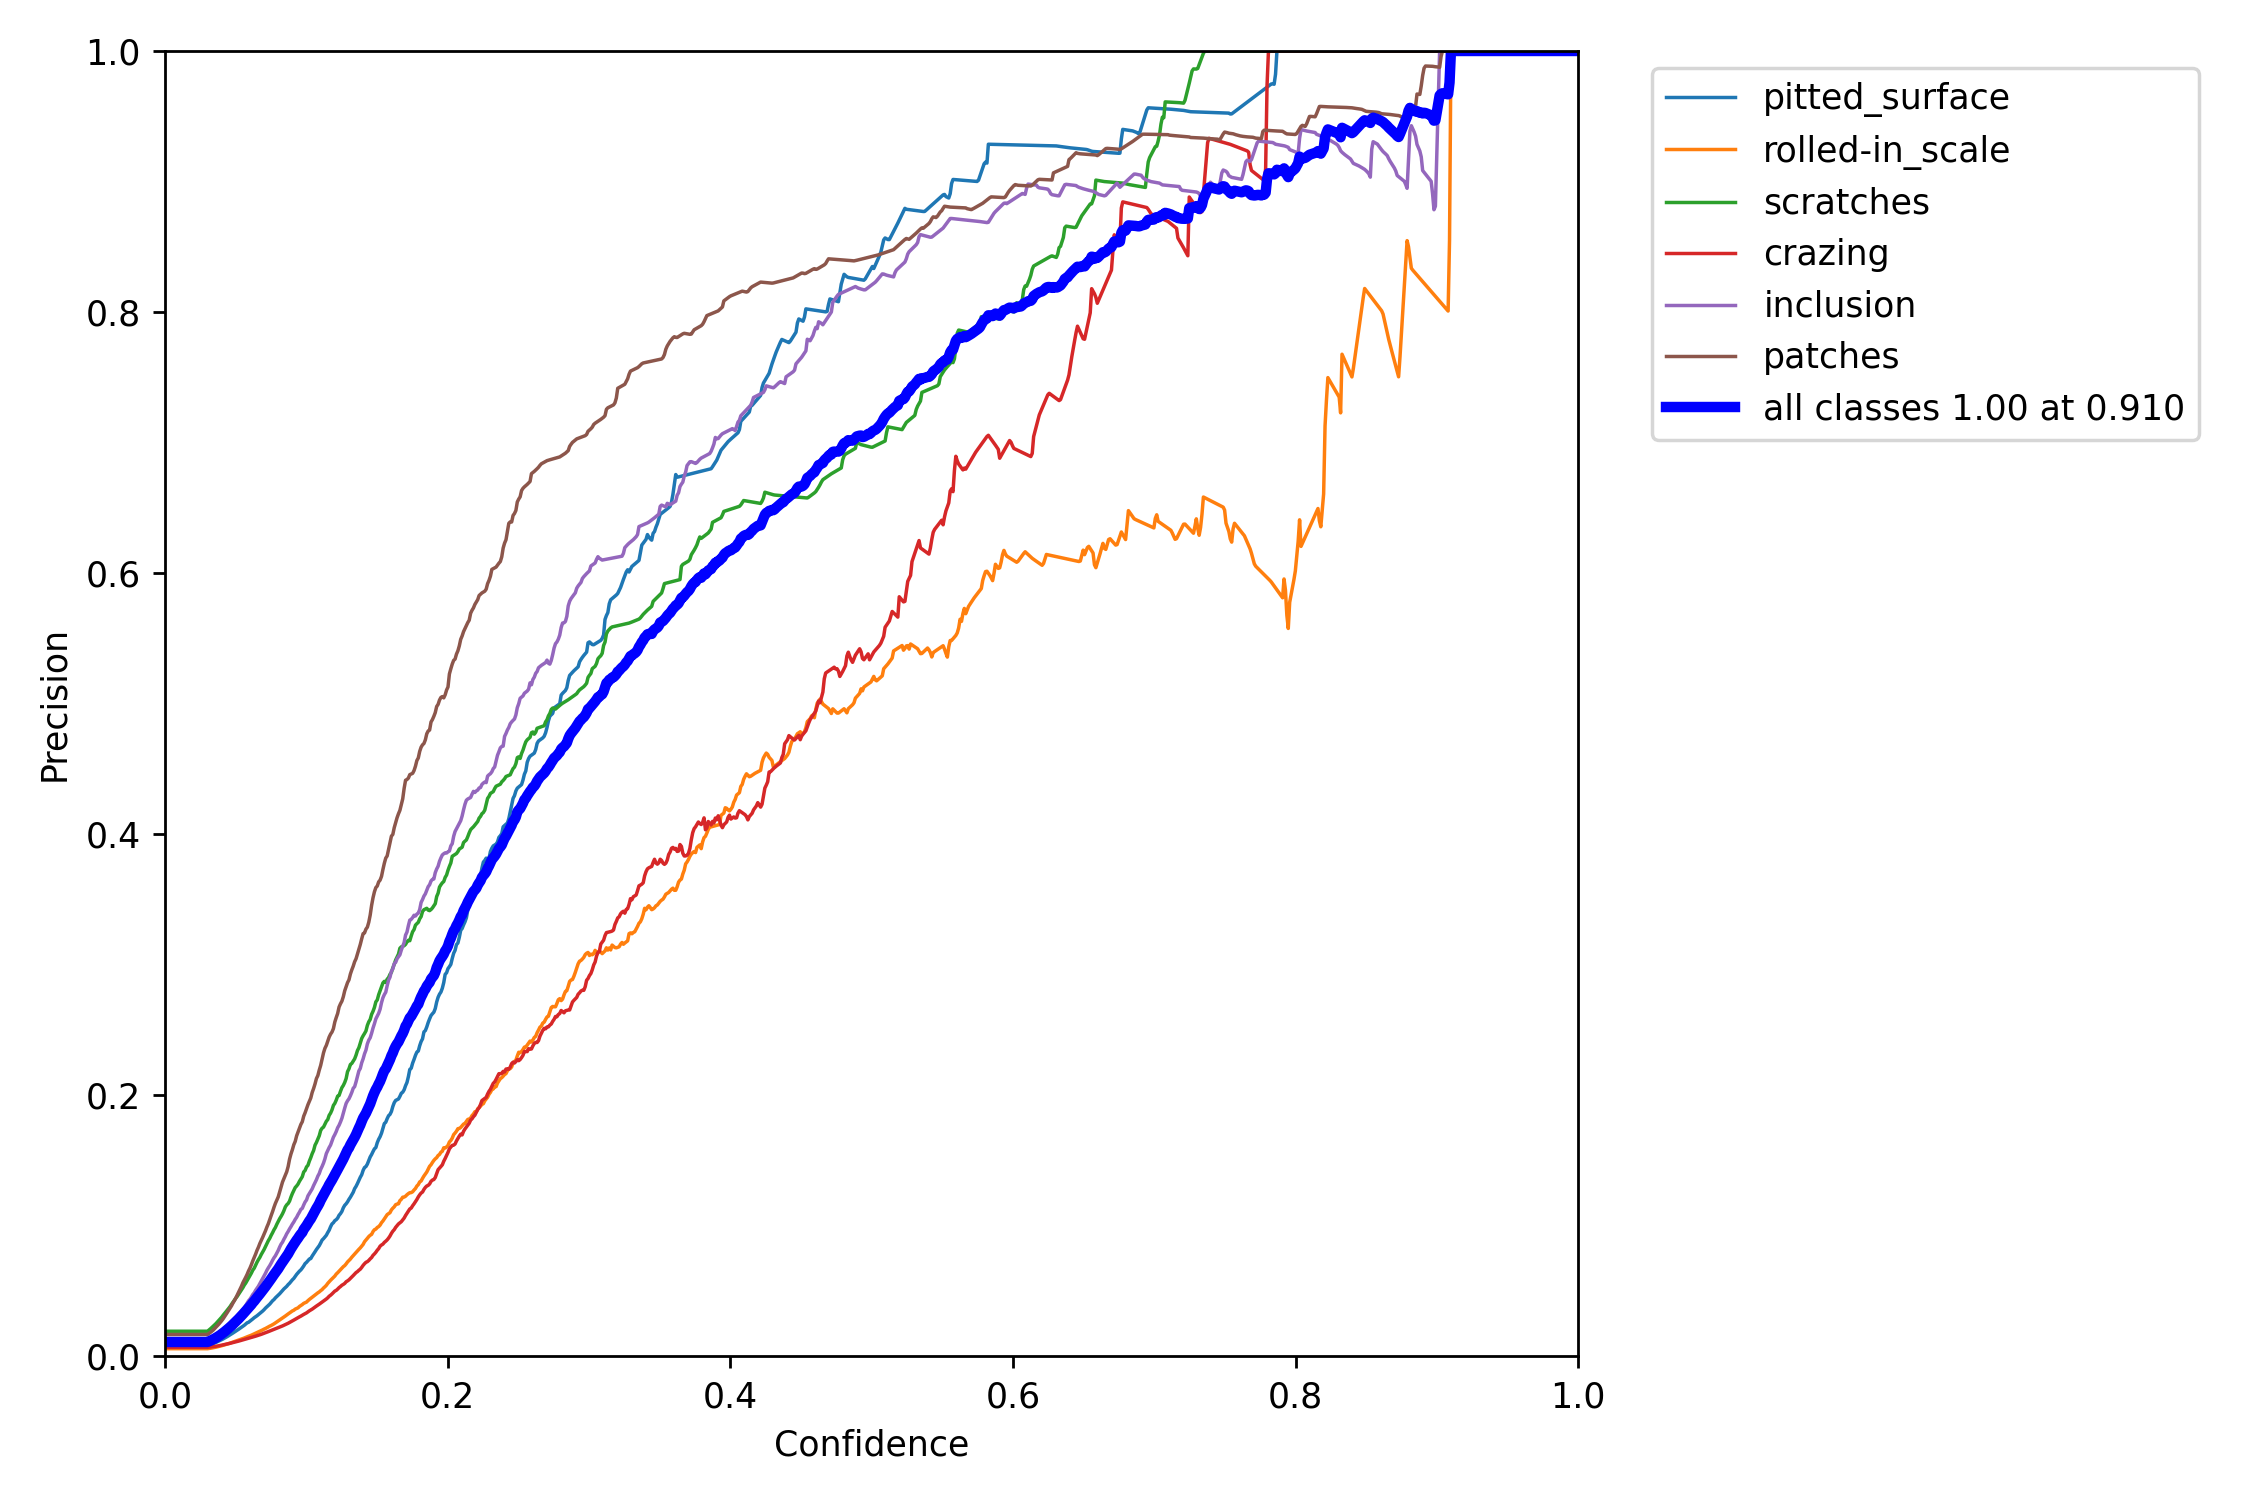 1.0
0.8
0.6
0.4
0.2
0.0
Precision
0.0 0.2 0.4 0.6 0.8 1.0
Confidence
pitted_surface
rolled-in_scale
scratches
crazing
inclusion
patches
all classes 1.00 at 0.910